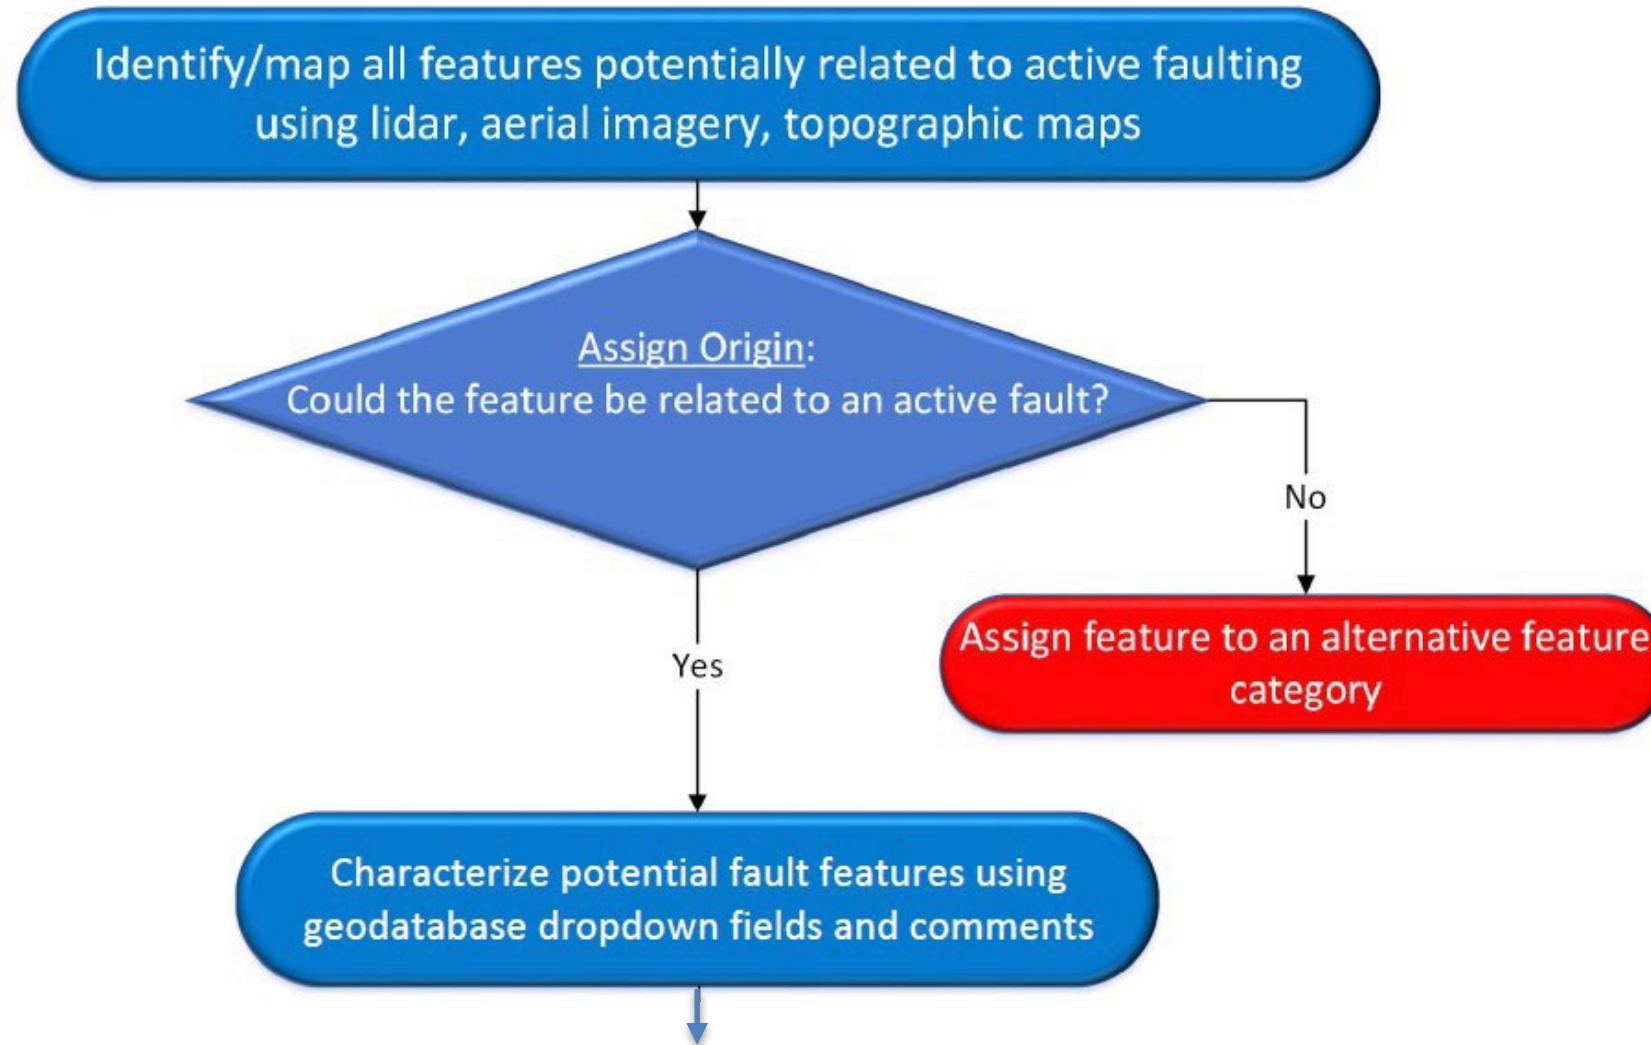 Identify/map all features potentially related to active faulting
using lidar, aerial imagery, topographic maps
Assign Origin:
Could the feature be related to an active fault?
No
Yes
Assign feature to an alternative feature
category
Characterize potential fault features using
geodatabase dropdown fields and comments